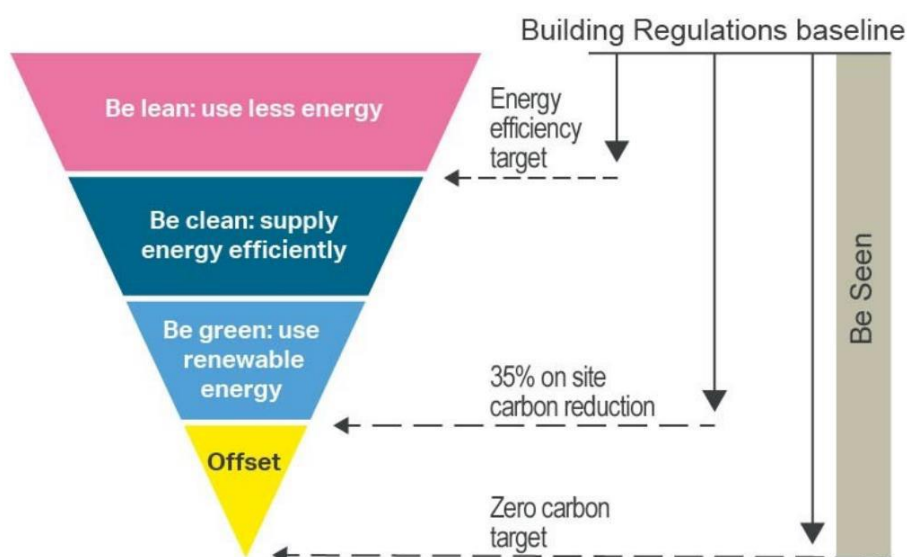 Building Regulations baseline
Be lean: use less energy
Energy
efficiency
target
Be clean: supply
energy efficiently
Be Seen
Be green: use
renewable
energy
35% on site
carbon reduction
Offset
Zero carbon
target